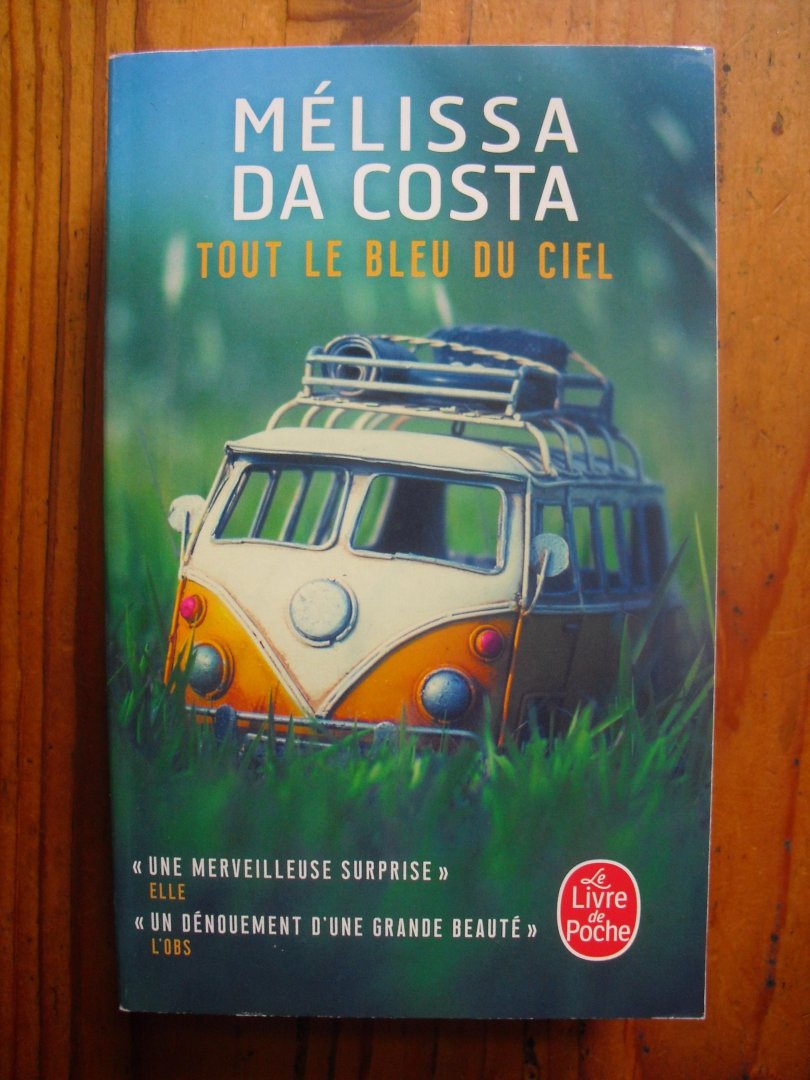 MÉLISSA
DA COSTA
TOUT LE BLEU DU CIEL
« UNE MERVEILLEUSE SURPRISE »
ELLE
« UN DÉNOUEMENT D'UNE GRANDE BEAUTÉ »
L'OBS
Le
Livre
de
Poche